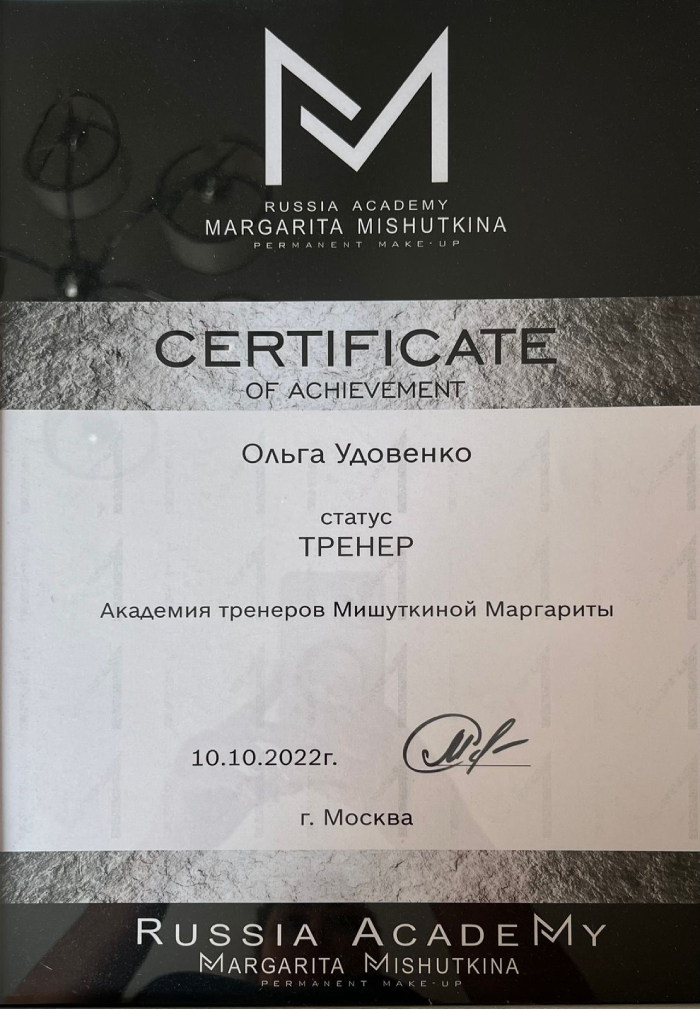 RUSSIA ACADEMY
MARGARITA MISHUTKINA
PERMANENT MAKE-UP
CERTIFICATE
OF ACHIEVEMENT
Ольга Удовенко
статус
ТРЕНЕР
Академия тренеров Мишуткиной Маргариты
10.10.2022г.
г. Москва
RUSSIA ACADEMY
MARGARITA MISHUTKINA
PERMANENT MAKE-UP